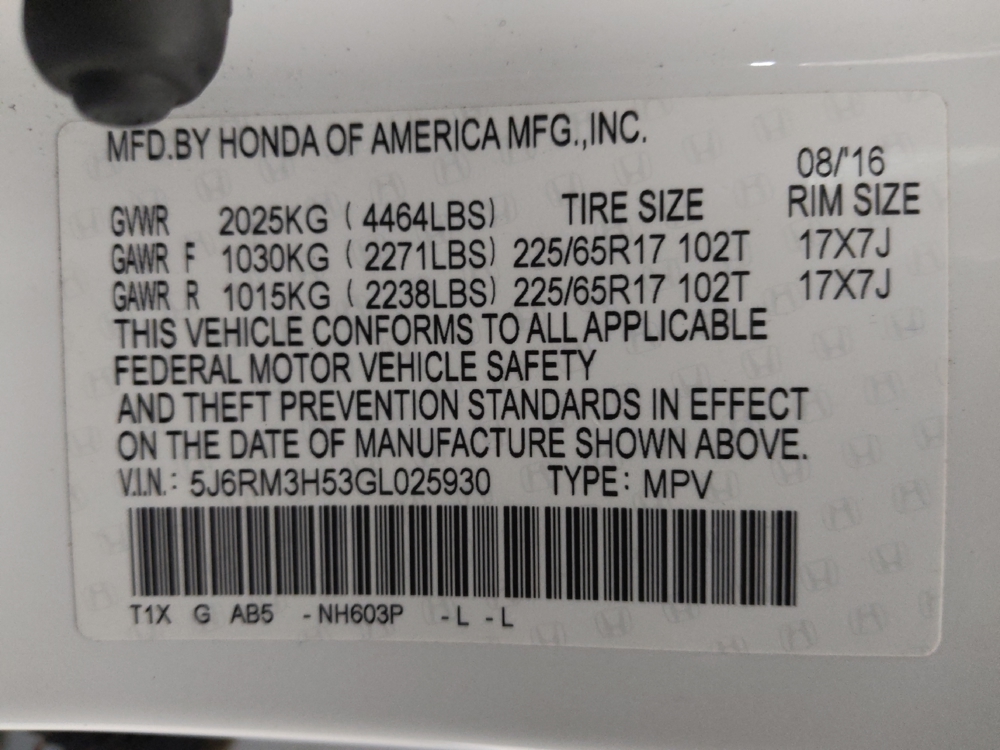 MFD.BY HONDA OF AMERICA MFG.,INC.
08/'16
GVWR 2025KG ( 4464LBS) TIRE SIZE RIM SIZE
GAWR F 1030KG ( 2271LBS) 225/65R17 102T 17X7J
GAWR R 1015KG ( 2238LBS) 225/65R17 102T 17X7J
THIS VEHICLE CONFORMS TO ALL APPLICABLE
FEDERAL MOTOR VEHICLE SAFETY
AND THEFT PREVENTION STANDARDS IN EFFECT
ON THE DATE OF MANUFACTURE SHOWN ABOVE.
V.I.N.: 5J6RM3H53GL025930 TYPE: MPV
T1X G AB5 -NH603P -L -L